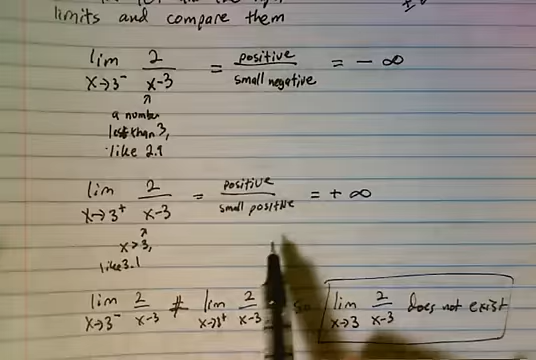 limits and compare them
lim x→3⁻ 2/(x-3) = positive/small negative = - ∞
a number
less than 3,
like 2.9
lim x→3⁺ 2/(x-3) = positive/small positive = + ∞
x>3,
like 3.1
lim x→3⁻ 2/(x-3) ≠ lim x→3⁺ 2/(x-3) so lim x→3 2/(x-3) does not exist